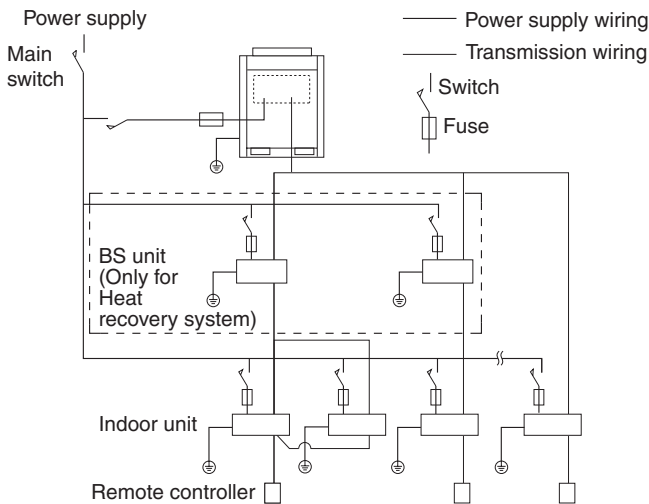 Power supply
Main
switch
Power supply wiring
Transmission wiring
Switch
Fuse
BS unit
(Only for
Heat
recovery system)
Indoor unit
Remote controller